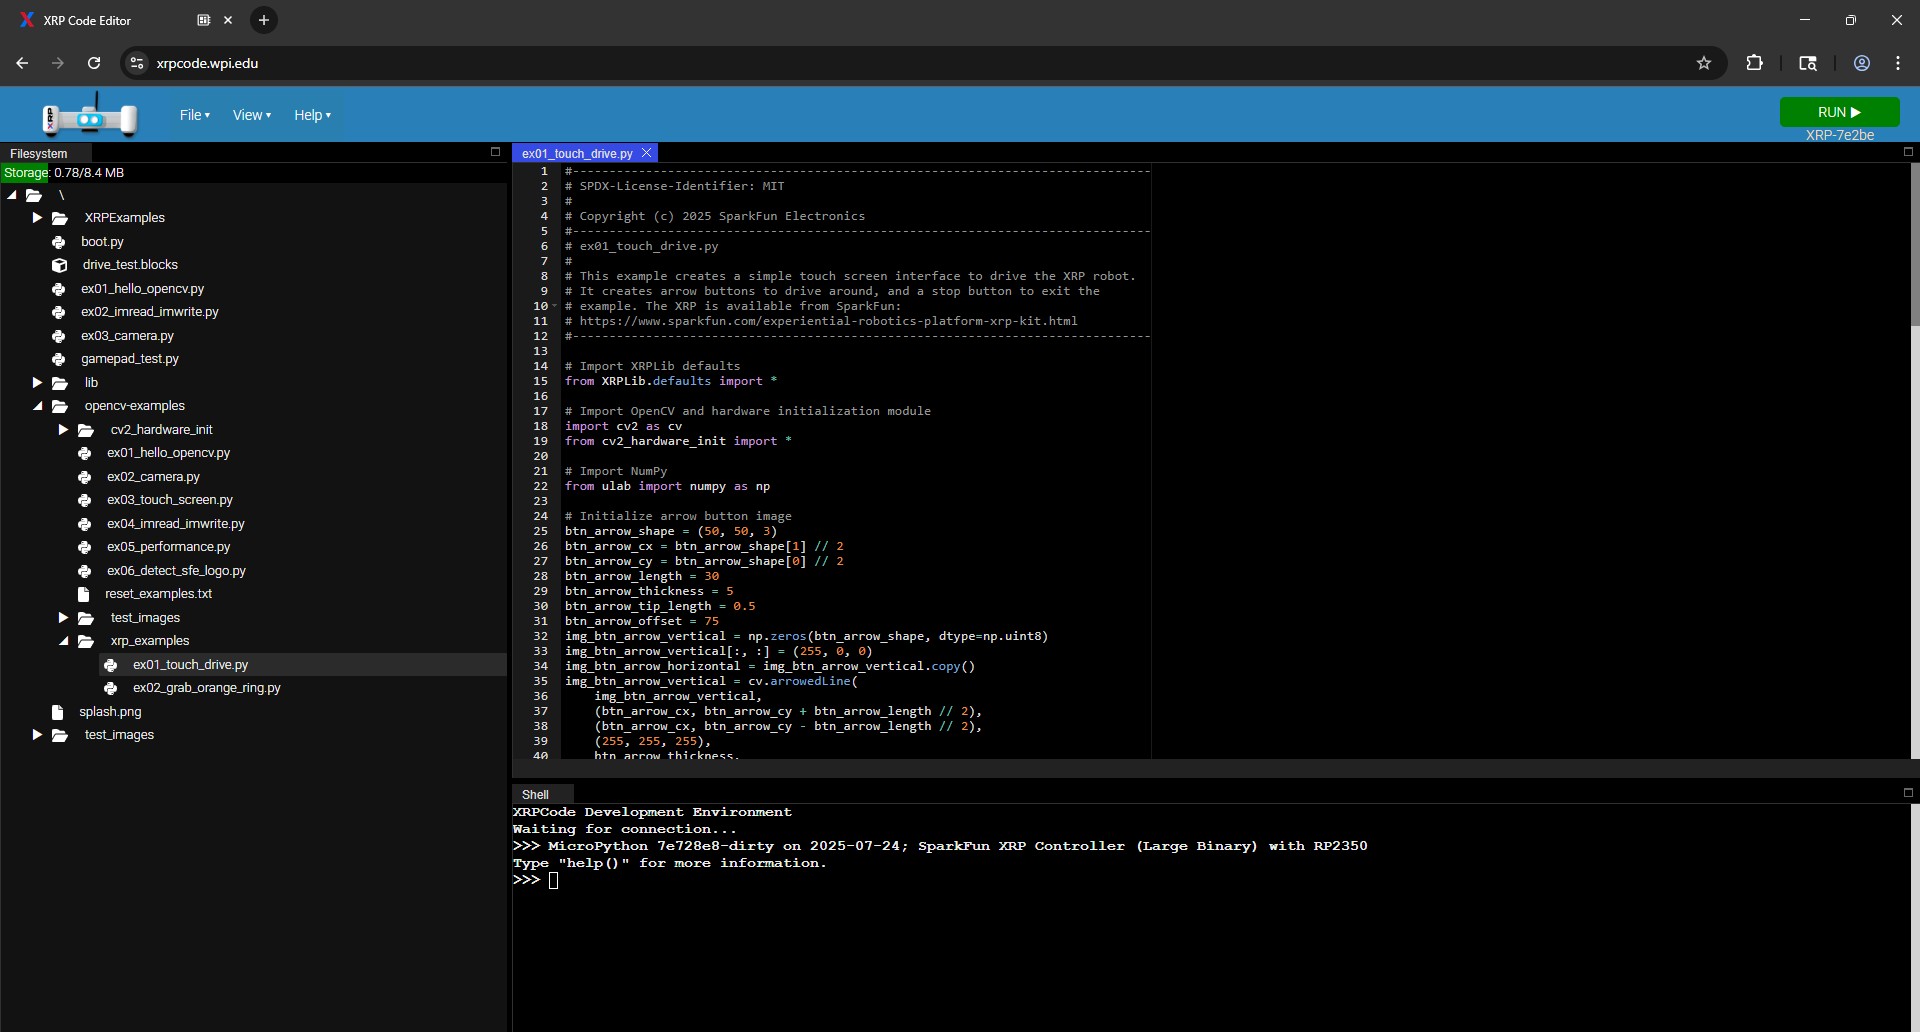 XRP Code Editor
xrpcode.wpi.edu
XRP
File View Help
RUN
XRP-7e2be
Filesystem
Storage: 0.78/8.4 MB
\
XRPExamples
boot.py
drive_test.blocks
ex01_hello_opencv.py
ex02_imread_imwrite.py
ex03_camera.py
gamepad_test.py
lib
opencv-examples
cv2_hardware_init
ex01_hello_opencv.py
ex02_camera.py
ex03_touch_screen.py
ex04_imread_imwrite.py
ex05_performance.py
ex06_detect_sfe_logo.py
reset_examples.txt
test_images
xrp_examples
ex01_touch_drive.py
ex02_grab_orange_ring.py
splash.png
test_images
ex01_touch_drive.py
1 #-------------------------------------------------------------------------------
2 # SPDX-License-Identifier: MIT
3 #
4 # Copyright (c) 2025 SparkFun Electronics
5 #-------------------------------------------------------------------------------
6 # ex01_touch_drive.py
7 #
8 # This example creates a simple touch screen interface to drive the XRP robot.
9 # It creates arrow buttons to drive around, and a stop button to exit the
10 # example. The XRP is available from SparkFun:
11 # https://www.sparkfun.com/experiential-robotics-platform-xrp-kit.html
12 #-------------------------------------------------------------------------------
13
14 # Import XRPLib defaults
15 from XRPLib.defaults import *
16
17 # Import OpenCV and hardware initialization module
18 import cv2 as cv
19 from cv2_hardware_init import *
20
21 # Import NumPy
22 from ulab import numpy as np
23
24 # Initialize arrow button image
25 btn_arrow_shape = (50, 50, 3)
26 btn_arrow_cx = btn_arrow_shape[1] // 2
27 btn_arrow_cy = btn_arrow_shape[0] // 2
28 btn_arrow_length = 30
29 btn_arrow_thickness = 5
30 btn_arrow_tip_length = 0.5
31 btn_arrow_offset = 75
32 img_btn_arrow_vertical = np.zeros(btn_arrow_shape, dtype=np.uint8)
33 img_btn_arrow_vertical[:, :] = (255, 0, 0)
34 img_btn_arrow_horizontal = img_btn_arrow_vertical.copy()
35 img_btn_arrow_vertical = cv.arrowedLine(
36 img_btn_arrow_vertical,
37 (btn_arrow_cx, btn_arrow_cy + btn_arrow_length // 2),
38 (btn_arrow_cx, btn_arrow_cy - btn_arrow_length // 2),
39 (255, 255, 255),
40 btn_arrow_thickness,
Shell
XRPCode Development Environment
Waiting for connection...
>>> MicroPython 7e728e8-dirty on 2025-07-24; SparkFun XRP Controller (Large Binary) with RP2350
Type "help()" for more information.
>>>